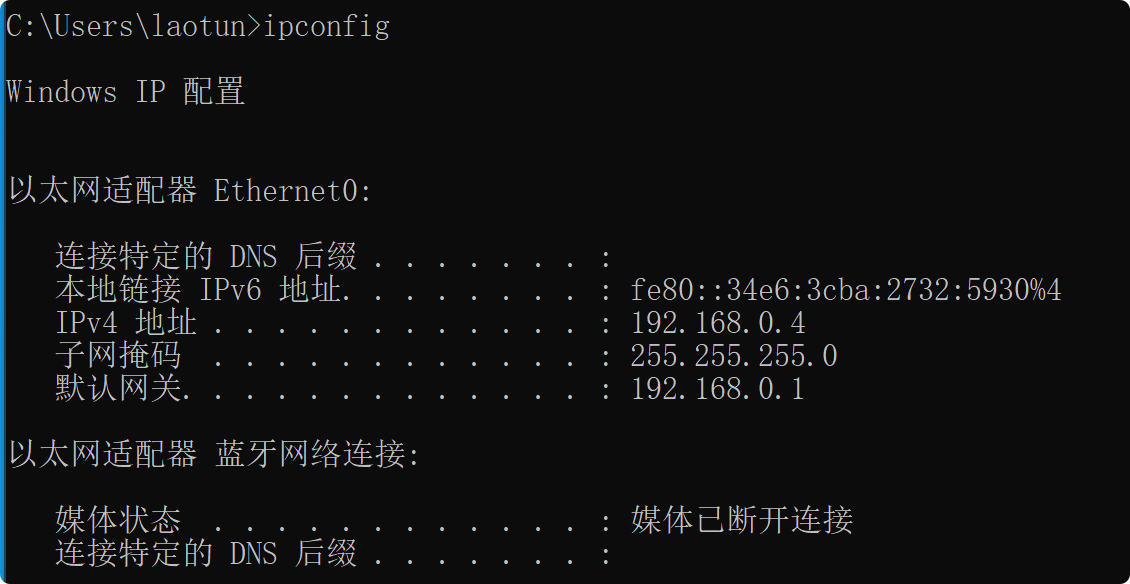 C:\Users\laotun>ipconfig
Windows IP 配置
以太网适配器 Ethernet0:
连接特定的 DNS 后缀 . . . . . . . :
本地链接 IPv6 地址. . . . . . . . : fe80::34e6:3cba:2732:5930%4
IPv4 地址 . . . . . . . . . . . . : 192.168.0.4
子网掩码  . . . . . . . . . . . . : 255.255.255.0
默认网关. . . . . . . . . . . . . : 192.168.0.1
以太网适配器 蓝牙网络连接:
媒体状态  . . . . . . . . . . . . : 媒体已断开连接
连接特定的 DNS 后缀 . . . . . . . :